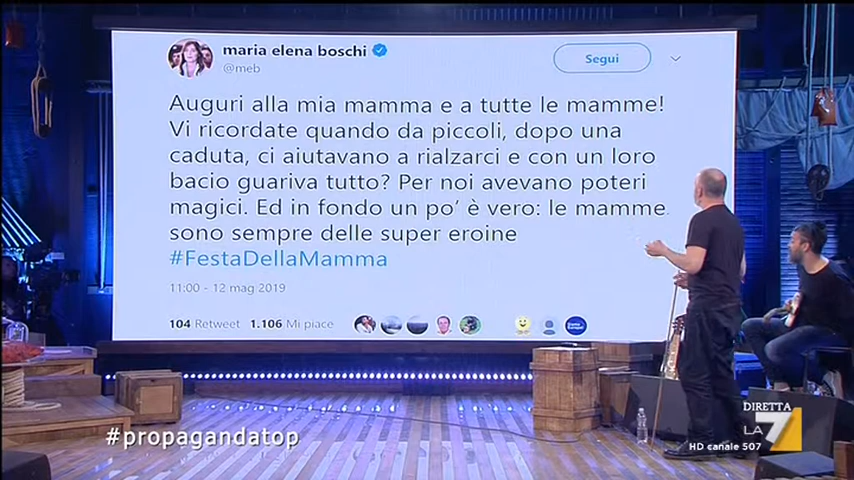 maria elena boschi
@meb
Segui
Auguri alla mia mamma e a tutte le mamme!
Vi ricordate quando da piccoli, dopo una
caduta, ci aiutavano a rialzarci e con un loro
bacio guariva tutto? Per noi avevano poteri
magici. Ed in fondo un po’ è vero: le mamme
sono sempre delle super eroine
#FestaDellaMamma
11:00 - 12 mag 2019
104 Retweet 1.106 Mi piace
#propagandatop
DIRETTA
LA7
HD canale 507